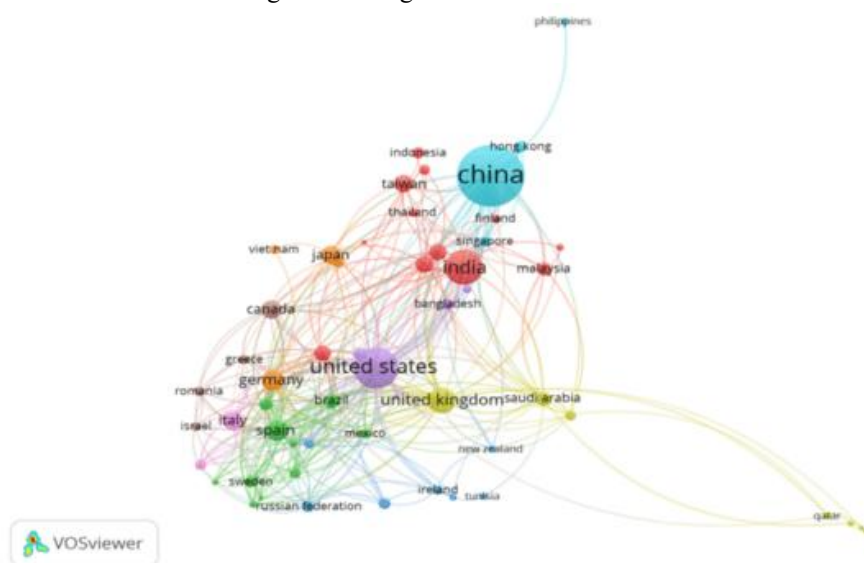 philippines
hong kong
china
indonesia
taiwan
thailand
finland
singapore
viet nam
japan
india
malaysia
bangladesh
canada
greece
united states
germany
romania
brazil
united kingdom
saudi arabia
italy
israel
spain
mexico
new zealand
sweden
ireland
tunisia
russian federation
qatar
VOSviewer